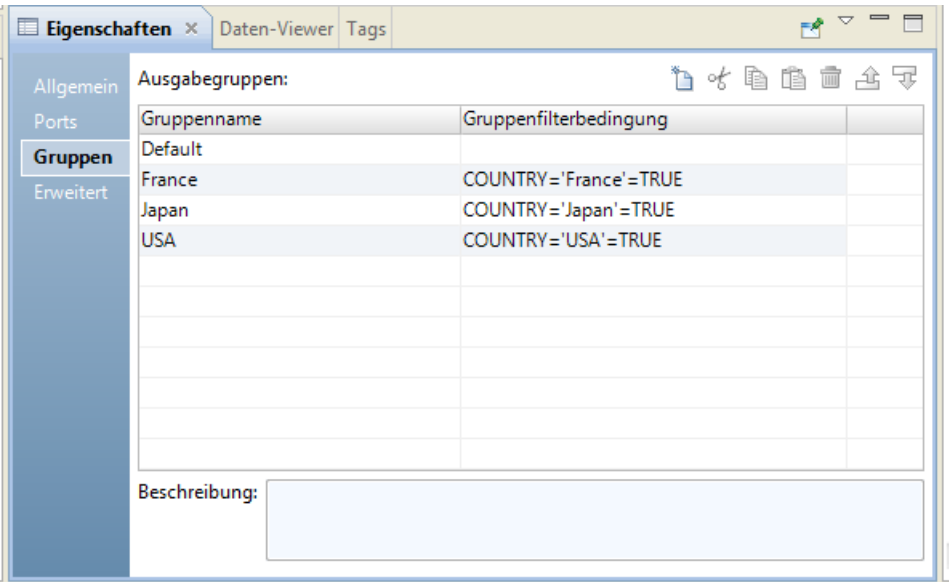 Eigenschaften Daten-Viewer Tags
Allgemein
Ports
Gruppen
Erweitert
Ausgabegruppen:
Gruppenname Gruppenfilterbedingung
Default
France COUNTRY='France'=TRUE
Japan COUNTRY='Japan'=TRUE
USA COUNTRY='USA'=TRUE
Beschreibung: